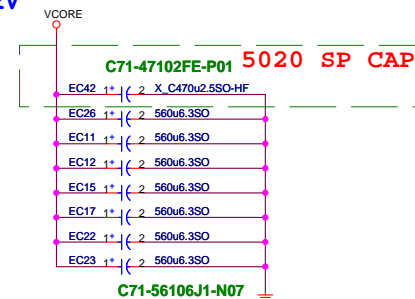 VCORE
C71-47102FE-P01 5020 SP CAP
EC42 1+ 2 X_C470u2.5SO-HF
EC26 1+ 2 560u6.3SO
EC11 1+ 2 560u6.3SO
EC12 1+ 2 560u6.3SO
EC15 1+ 2 560u6.3SO
EC17 1+ 2 560u6.3SO
EC22 1+ 2 560u6.3SO
EC23 1+ 2 560u6.3SO
C71-56106J1-N07